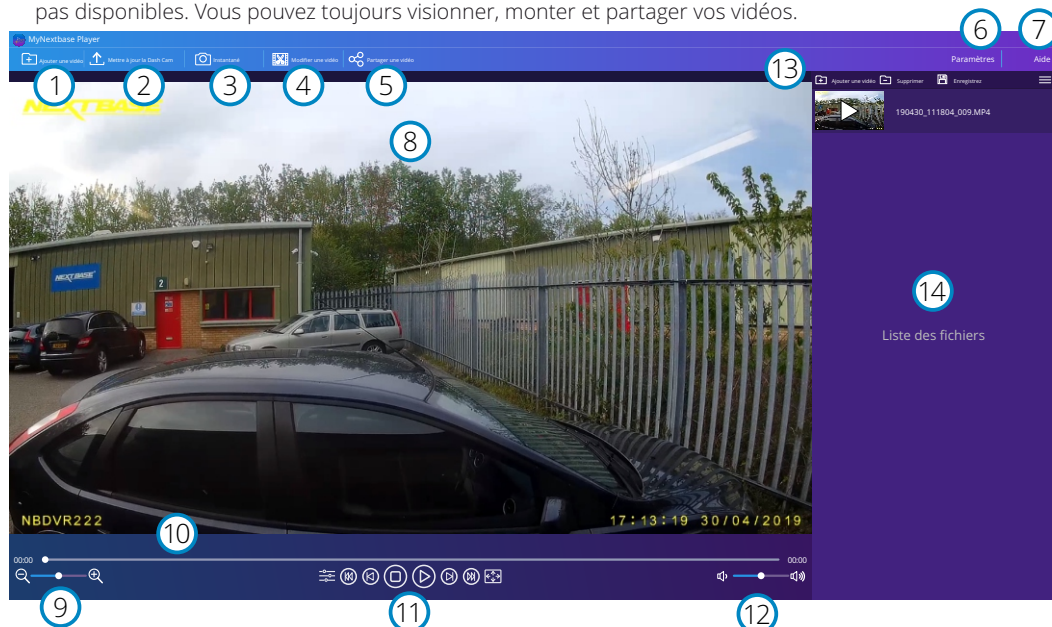 pas disponibles. Vous pouvez toujours visionner, monter et partager vos vidéos.
6 7
MyNextbase Player
Ajouter une vidéo Mettre à jour la Dash Cam Instantané Modifier une vidéo Partager une vidéo Paramètres Aide
1 2 3 4 5 13
Ajouter une vidéo Supprimer Enregistrez
NEXTBASE
190430_111804_009.MP4
8
NEXTBASE
2
14
Liste des fichiers
NBDVR222 17:13:19 30/04/2019
10
00:00 00:00
9 11 12